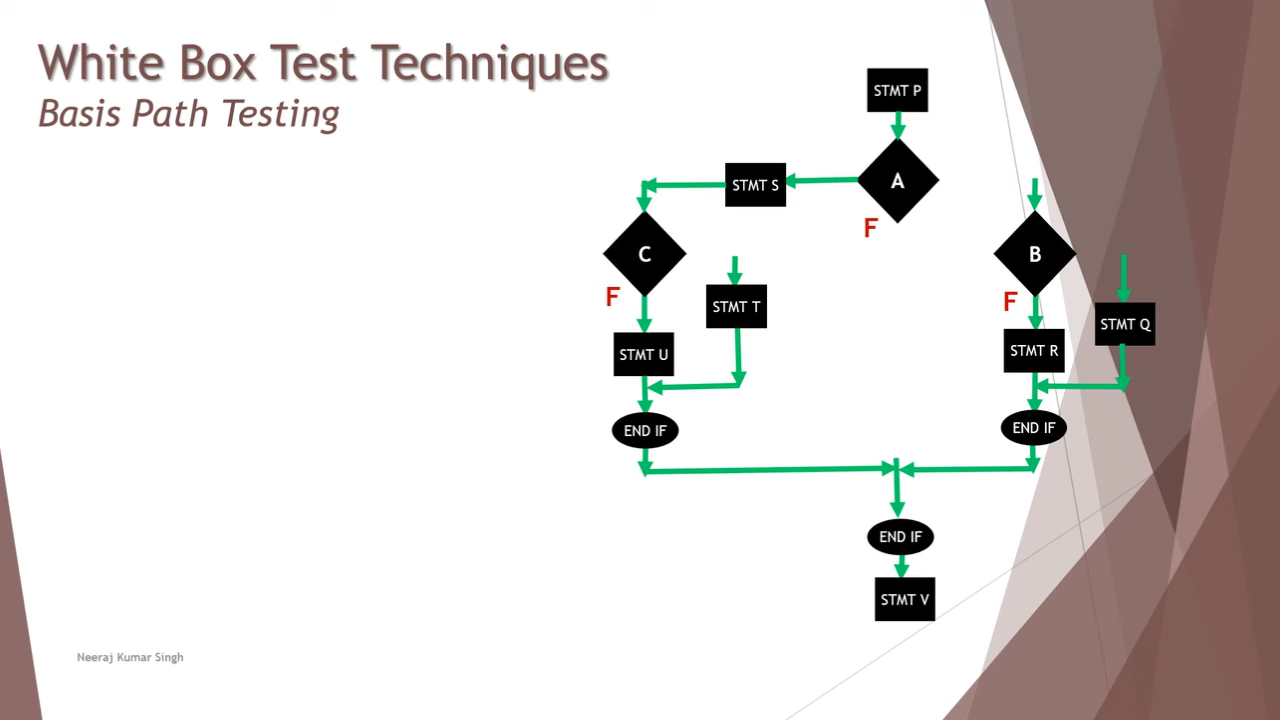 White Box Test Techniques
Basis Path Testing
STMT P
A
STMT S
F
C
B
F
STMT T
F
STMT Q
STMT U
STMT R
END IF
END IF
END IF
STMT V
Neeraj Kumar Singh